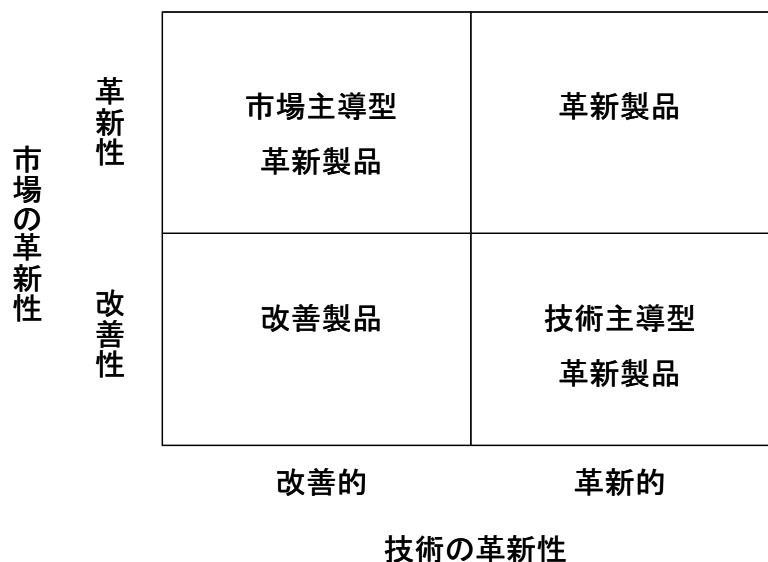 市場の革新性
革新性
市場主導型
革新製品
革新製品
改善性
改善製品
技術主導型
革新製品
改善的
革新的
技術の革新性